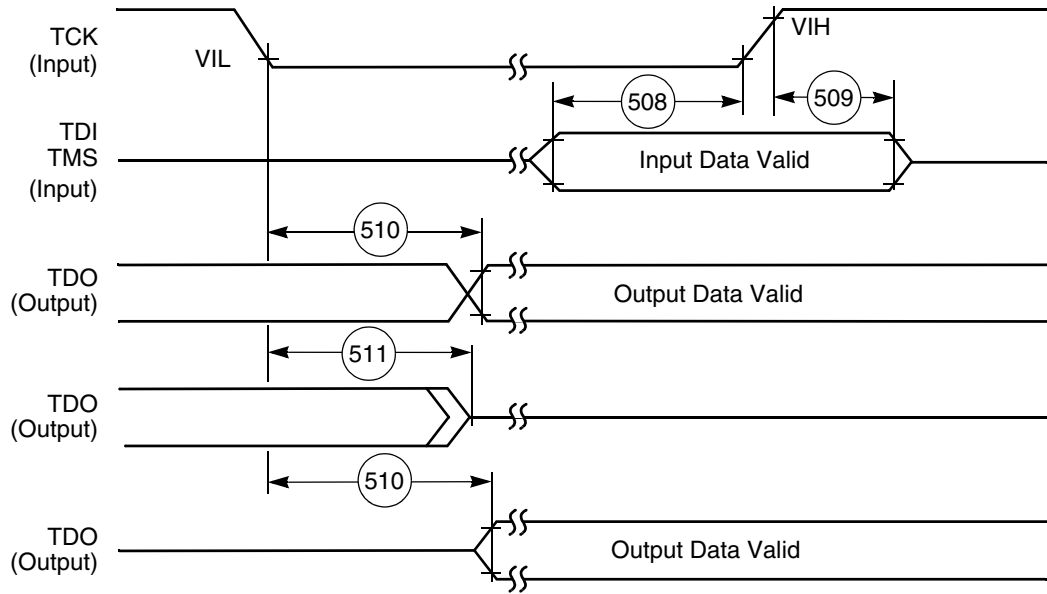 TCK
(Input)
VIL
VIH
508
509
TDI
TMS
(Input)
Input Data Valid
510
TDO
(Output)
Output Data Valid
511
TDO
(Output)
510
TDO
(Output)
Output Data Valid